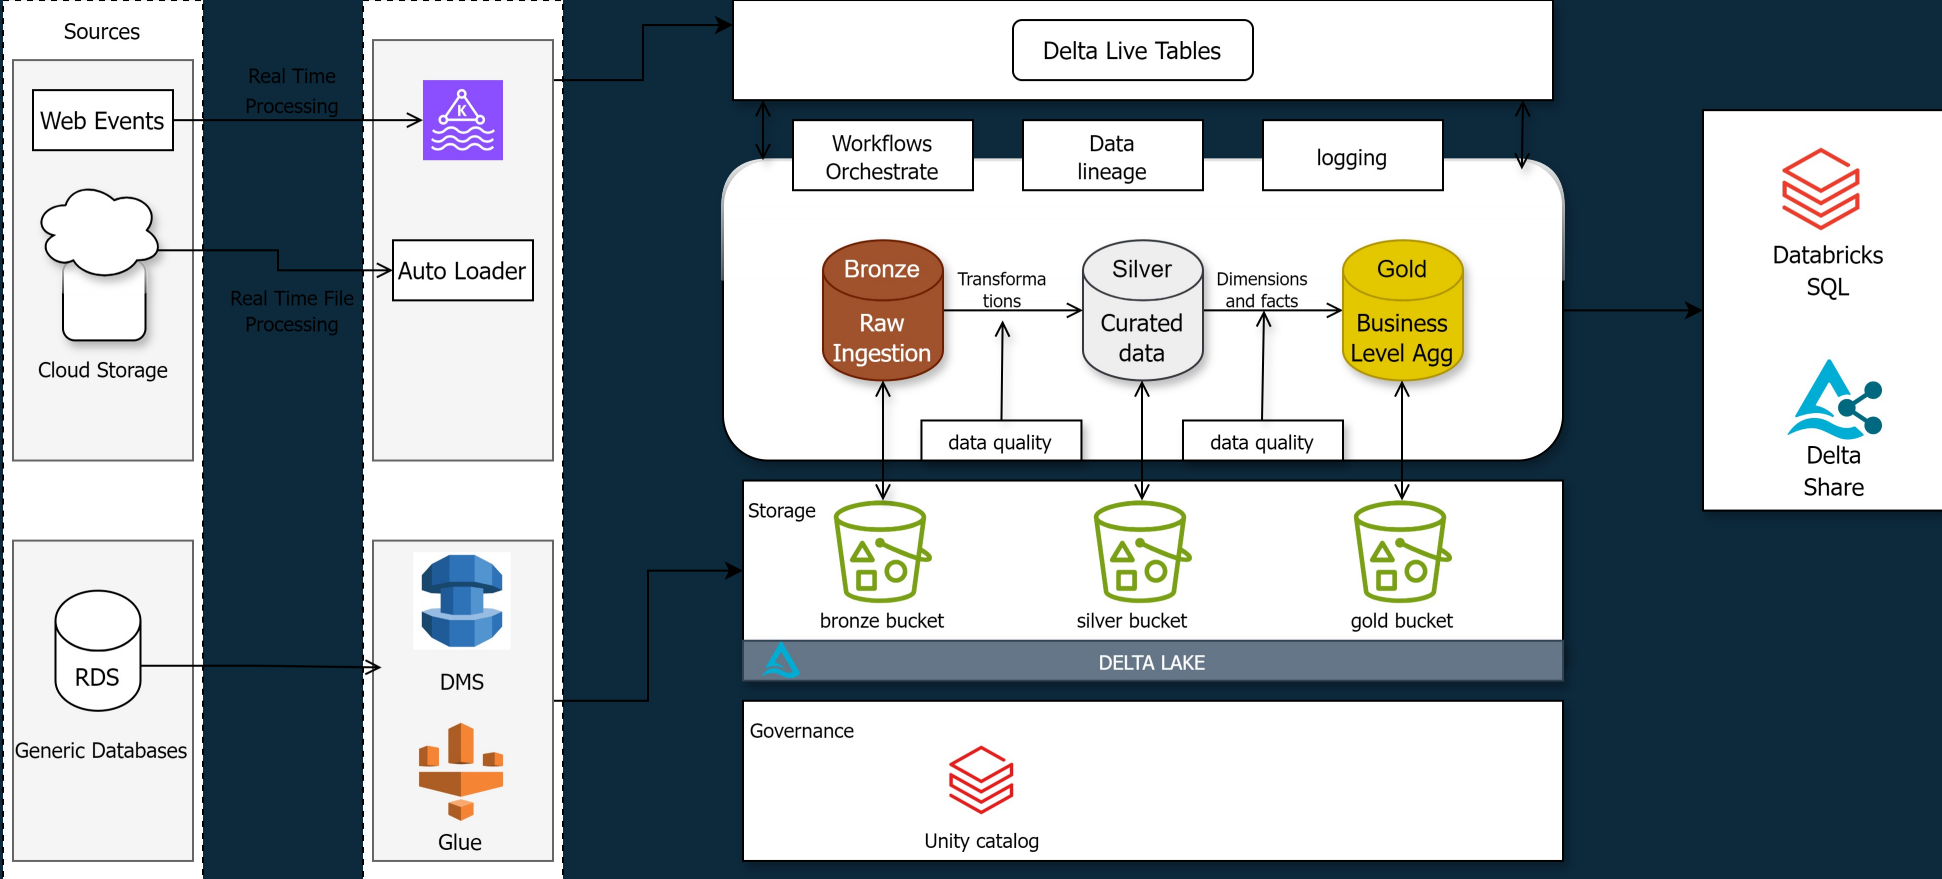 Sources
Web Events
Cloud Storage
RDS
Generic Databases
Real Time
Processing
Real Time File
Processing
K
Auto Loader
DMS
Glue
Delta Live Tables
Workflows
Orchestrate
Data
lineage
logging
Bronze
Raw
Ingestion
Transforma
tions
Silver
Curated
data
Dimensions
and facts
Gold
Business
Level Agg
data quality
data quality
Storage
bronze bucket
silver bucket
gold bucket
DELTA LAKE
Governance
Unity catalog
Databricks
SQL
Delta
Share